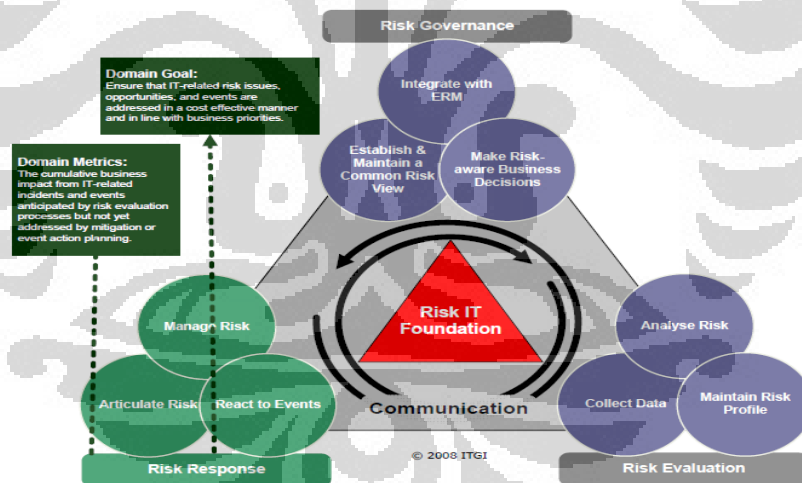 Risk Governance
Integrate with
ERM
Establish &
Maintain a
Common Risk
View
Make Risk-
aware Business
Decisions
Domain Goal:
Ensure that IT-related risk issues,
opportunities, and events are
addressed in a cost effective manner
and in line with business priorities.
Domain Metrics:
The cumulative business
impact from IT-related
incidents and events
anticipated by risk evaluation
processes but not yet
addressed by mitigation or
event action planning.
Risk IT
Foundation
Communication
Manage Risk
Articulate Risk
React to Events
Risk Response
Analyse Risk
Collect Data
Maintain Risk
Profile
Risk Evaluation
© 2008 ITGI